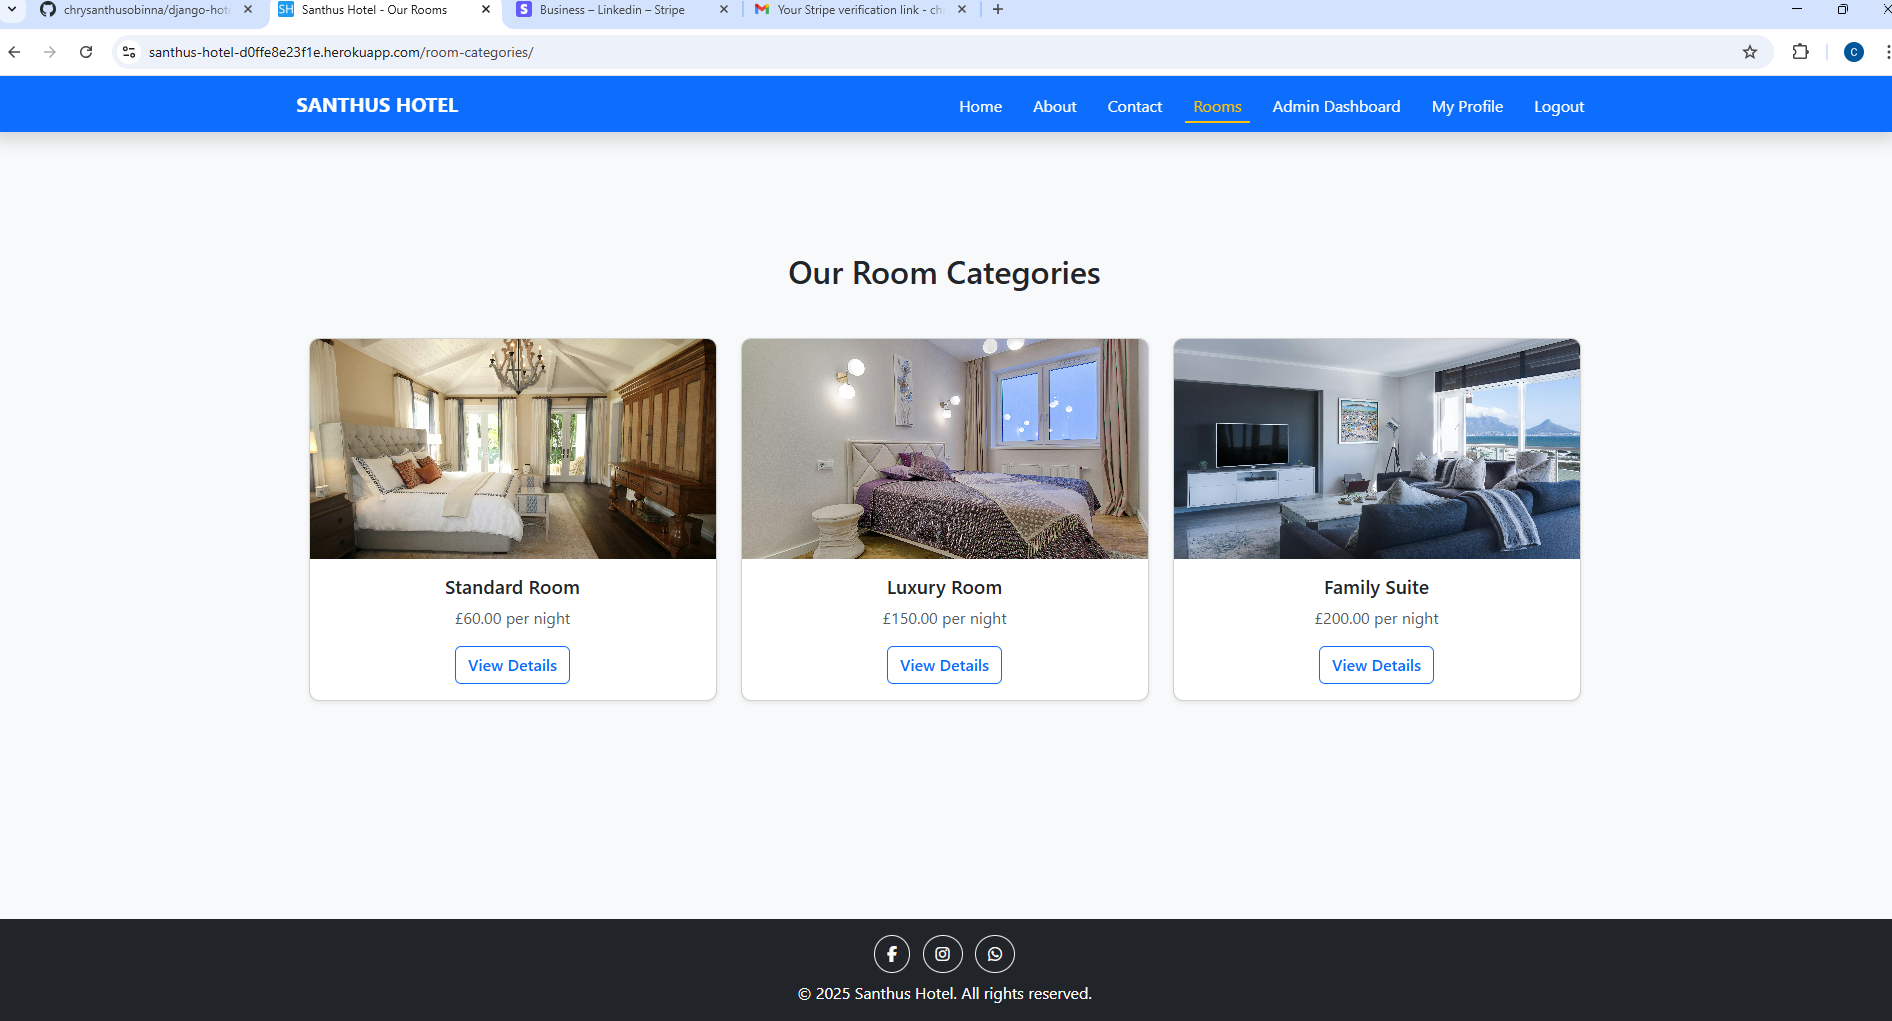 chrysanthusobinna/django-hot
Santhus Hotel - Our Rooms
Business – Linkedin – Stripe
Your Stripe verification link - ch
santhus-hotel-d0ffe8e23f1e.herokuapp.com/room-categories/
C
SANTHUS HOTEL
Home
About
Contact
Rooms
Admin Dashboard
My Profile
Logout
Our Room Categories
Standard Room
£60.00 per night
View Details
Luxury Room
£150.00 per night
View Details
Family Suite
£200.00 per night
View Details
© 2025 Santhus Hotel. All rights reserved.